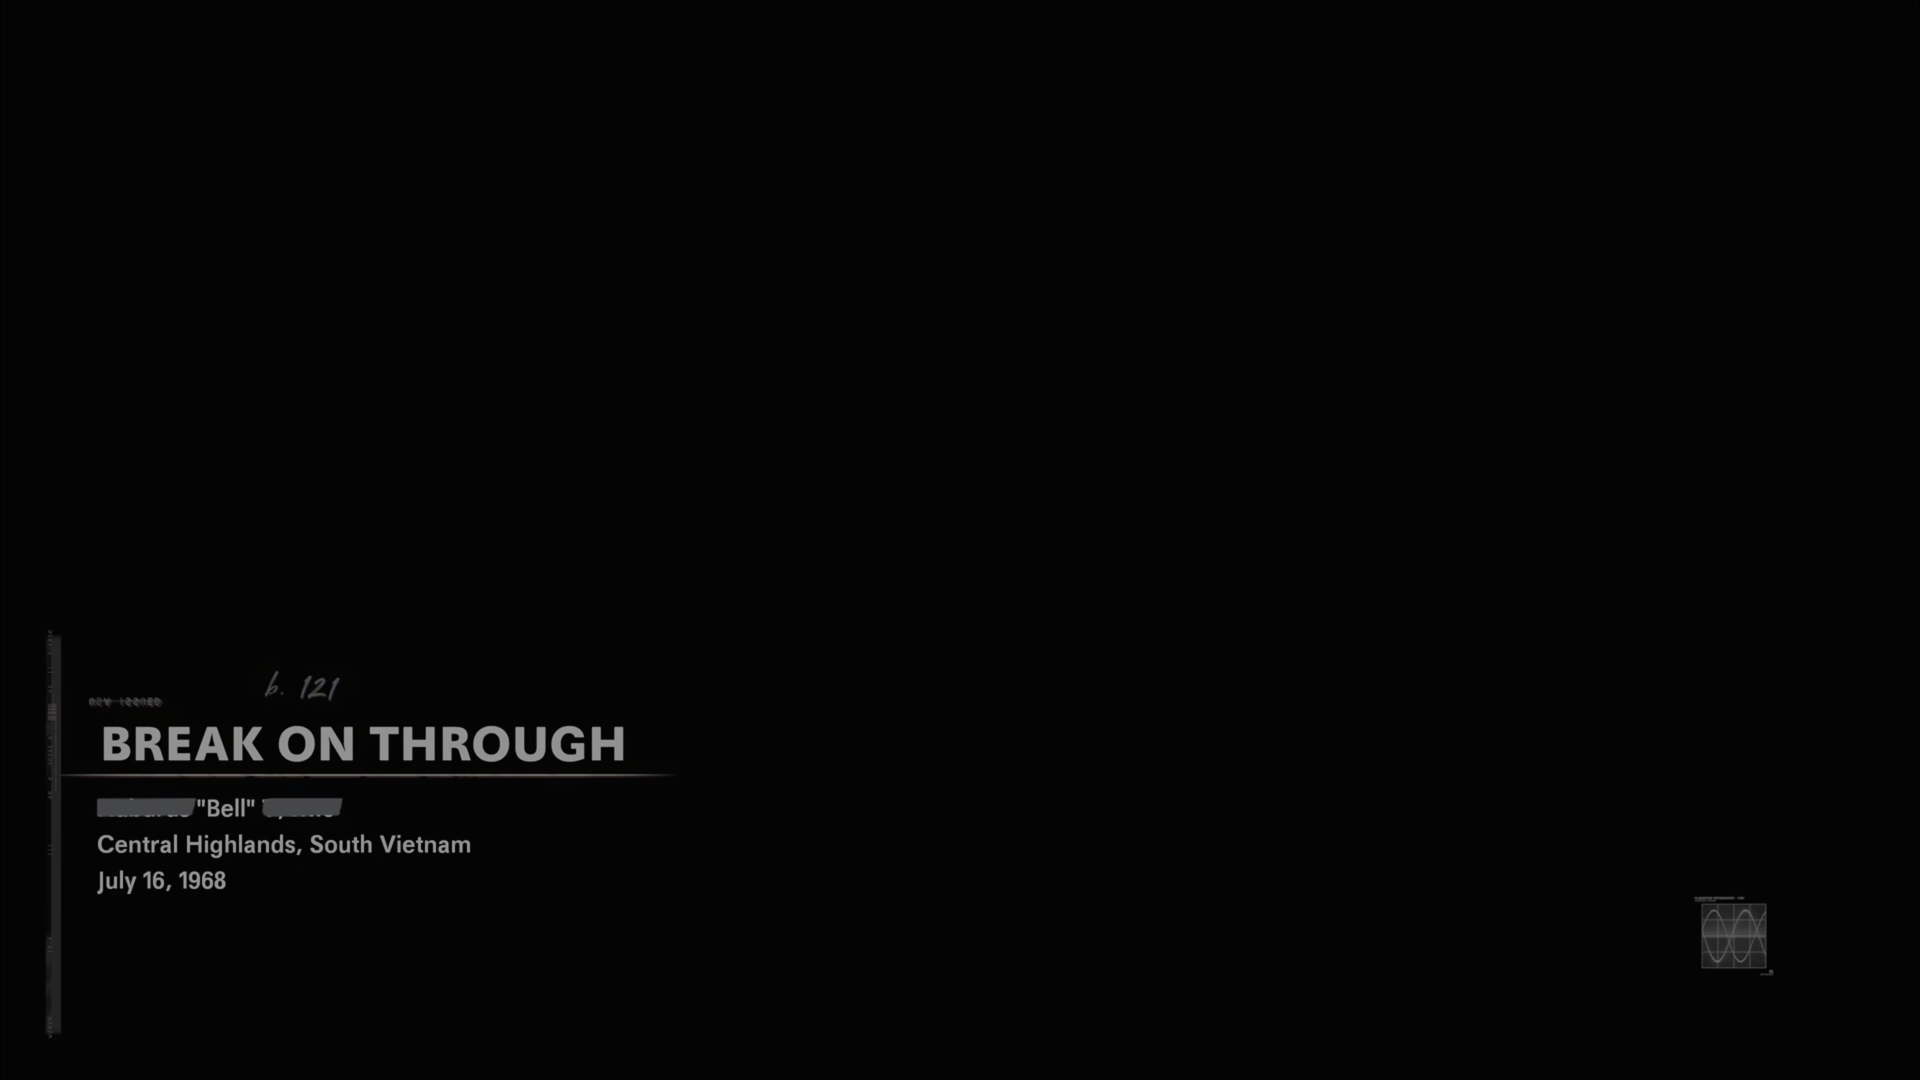 b. 121
BREAK ON THROUGH
"Bell"
Central Highlands, South Vietnam
July 16, 1968